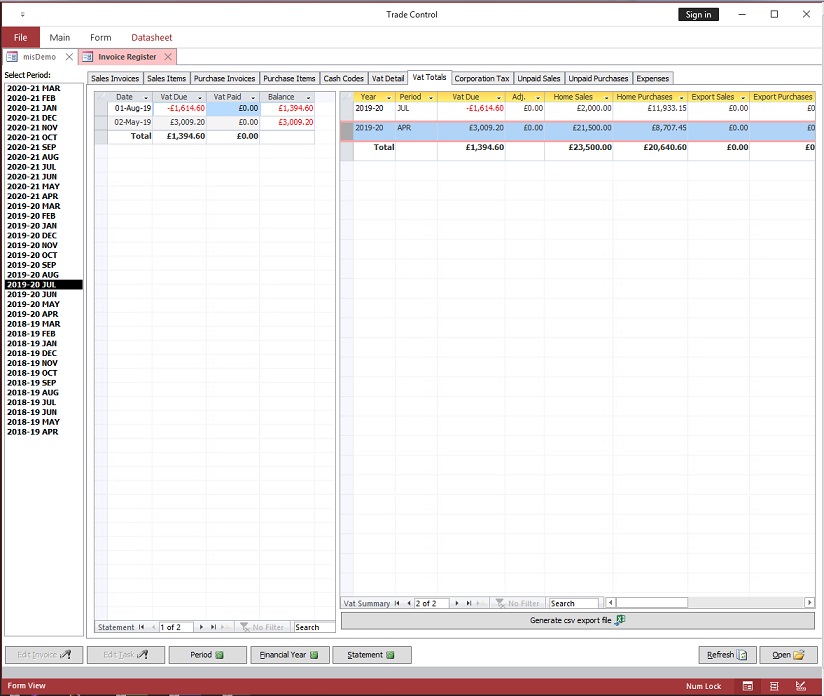 Trade Control
Sign in
File Main Form Datasheet
misDemo Invoice Register
Select Period:
Sales Invoices Sales Items Purchase Invoices Purchase Items Cash Codes Vat Detail Vat Totals Corporation Tax Unpaid Sales Unpaid Purchases Expenses
2020-21 MAR
2020-21 FEB
2020-21 JAN
2020-21 DEC
2020-21 NOV
2020-21 OCT
2020-21 SEP
2020-21 AUG
2020-21 JUL
2020-21 JUN
2020-21 MAY
2020-21 APR
2019-20 MAR
2019-20 FEB
2019-20 JAN
2019-20 DEC
2019-20 NOV
2019-20 OCT
2019-20 SEP
2019-20 AUG
2019-20 JUL
2019-20 JUN
2019-20 MAY
2019-20 APR
2018-19 MAR
2018-19 FEB
2018-19 JAN
2018-19 DEC
2018-19 NOV
2018-19 OCT
2018-19 SEP
2018-19 AUG
2018-19 JUL
2018-19 JUN
2018-19 MAY
2018-19 APR
Date Vat Due Vat Paid Balance
01-Aug-19 -£1,614.60 £0.00 £1,394.60
02-May-19 £3,009.20 £0.00 £3,009.20
Total £1,394.60 £0.00
Statement 1 of 2 No Filter Search
Year Period Vat Due Adj. Home Sales Home Purchases Export Sales Export Purchases
2019-20 JUL -£1,614.60 £0.00 £2,000.00 £11,933.15 £0.00 £0
2019-20 APR £3,009.20 £0.00 £21,500.00 £8,707.45 £0.00 £0
Total £1,394.60 £23,500.00 £20,640.60 £0.00 £0
Vat Summary 2 of 2 No Filter Search
Generate csv export file
Edit Invoice Edit Task Period Financial Year Statement Refresh Open
Form View Num Lock